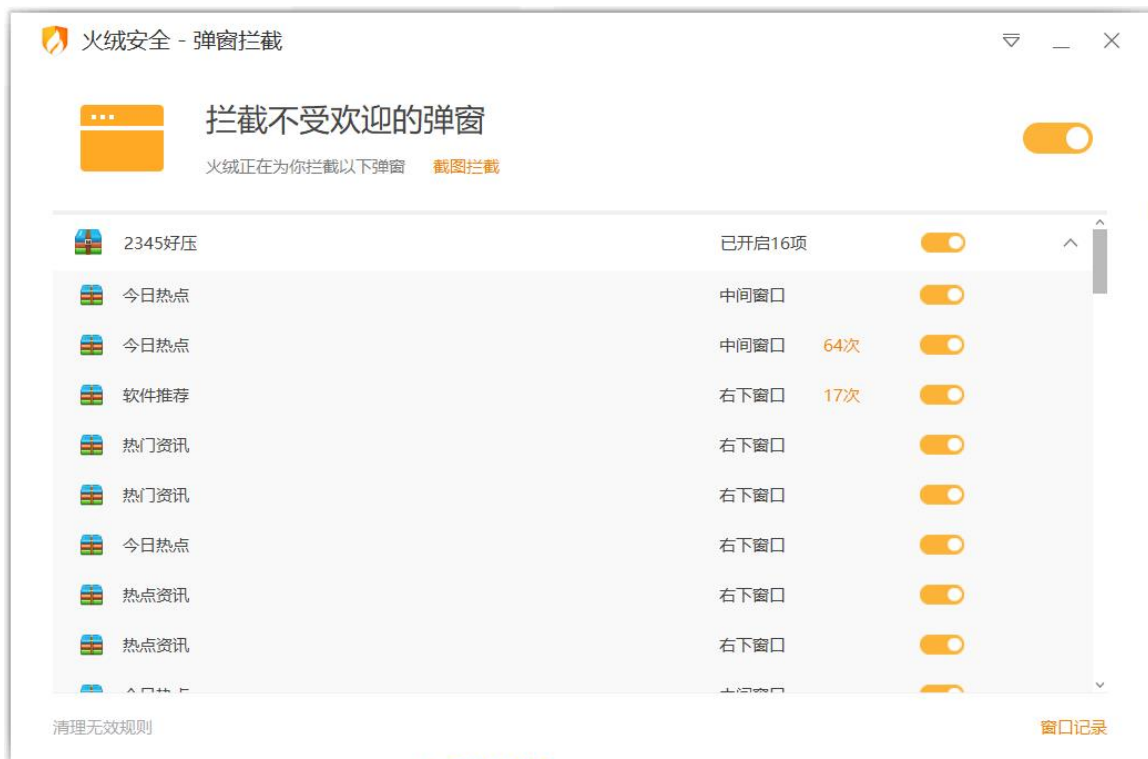 火绒安全 - 弹窗拦截
拦截不受欢迎的弹窗
火绒正在为你拦截以下弹窗 截图拦截
2345好压 已开启16项
今日热点 中间窗口
今日热点 中间窗口 64次
软件推荐 右下窗口 17次
热门资讯 右下窗口
热门资讯 右下窗口
今日热点 右下窗口
热点资讯 右下窗口
热点资讯 右下窗口
清理无效规则 窗口记录